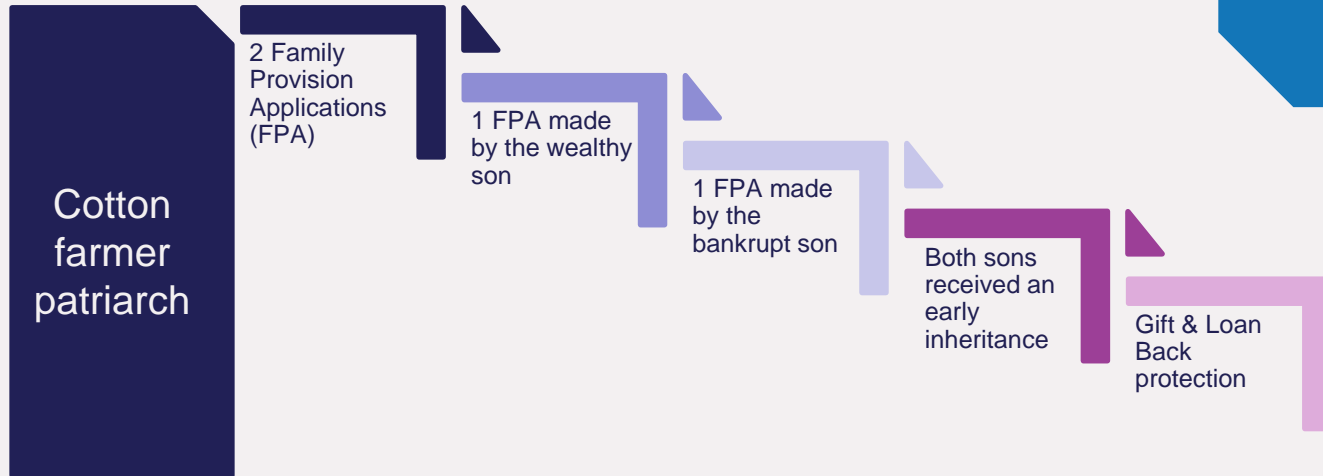 Cotton
farmer
patriarch
2 Family
Provision
Applications
(FPA)
1 FPA made
by the wealthy
son
1 FPA made
by the
bankrupt son
Both sons
received an
early
inheritance
Gift & Loan
Back
protection